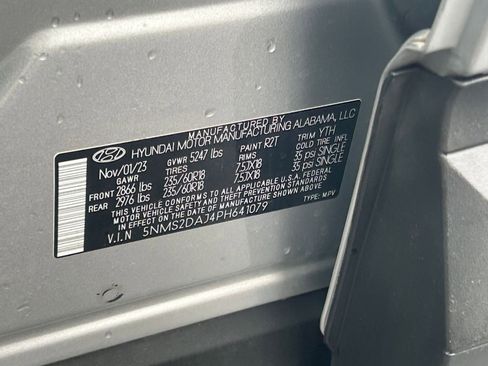 MANUFACTURED BY
HYUNDAI MOTOR MANUFACTURING ALABAMA, LLC
Nov/01/23 GVWR 5247 lbs PAINT R2T TRIM YTH
GAWR TIRES RIMS COLD TIRE INFL.
FRONT 2866 lbs 235/60R18 7.5JX18 35 psi SINGLE
REAR 2976 lbs 235/60R18 7.5JX18 35 psi SINGLE
THIS VEHICLE CONFORMS TO ALL APPLICABLE U.S.A. FEDERAL
MOTOR VEHICLE SAFETY STANDARDS
IN EFFECT ON THE DATE OF MANUFACTURE SHOWN ABOVE.
V.I.N 5NMS2DAJ4PH641079 TYPE: MPV